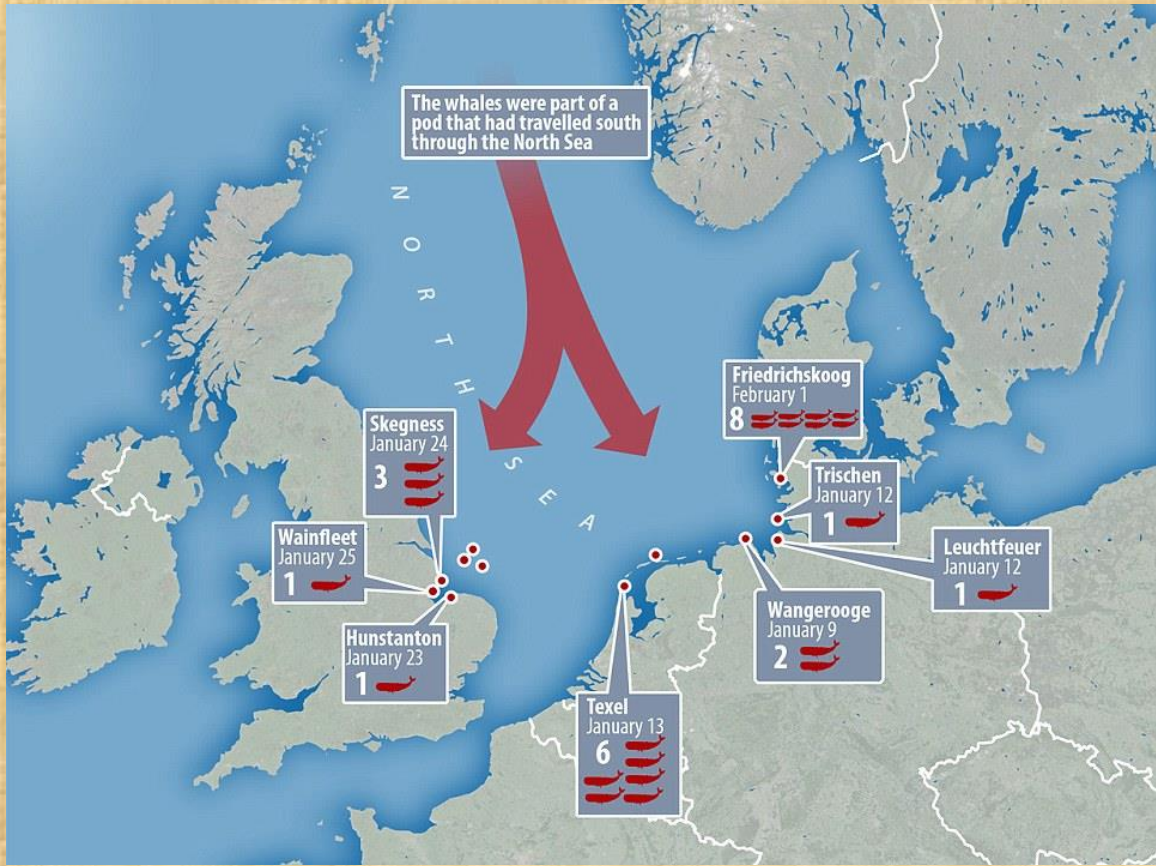 The whales were part of a
pod that had travelled south
through the North Sea
NORTH SEA
Friedrichskoog
February 1
8
Skegness
January 24
3
Trischen
January 12
1
Wainfleet
January 25
1
Leuchtfeuer
January 12
1
Wangerooge
January 9
2
Hunstanton
January 23
1
Texel
January 13
6